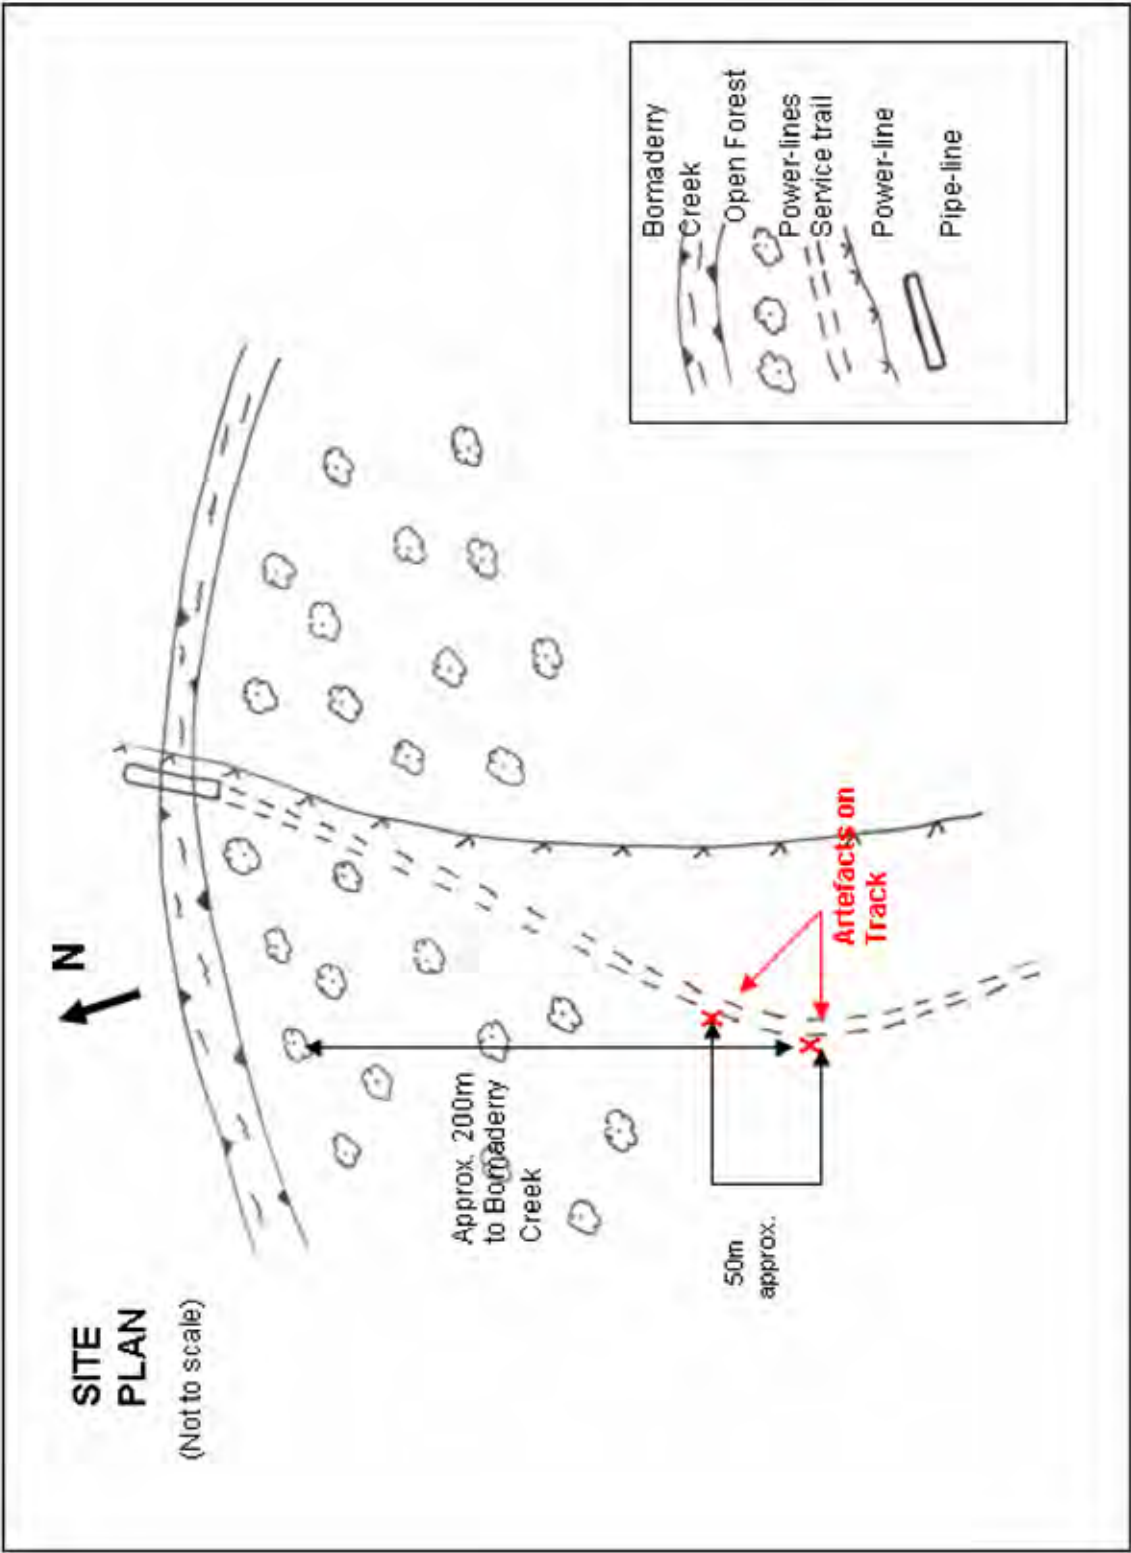 SITE
PLAN
(Not to scale)
N
Approx. 200m
to Bomaderry
Creek
50m
approx.
Artefacts on
Track
Bomaderry
Creek
Open Forest
Power-lines
Service trail
Power-line
Pipe-line